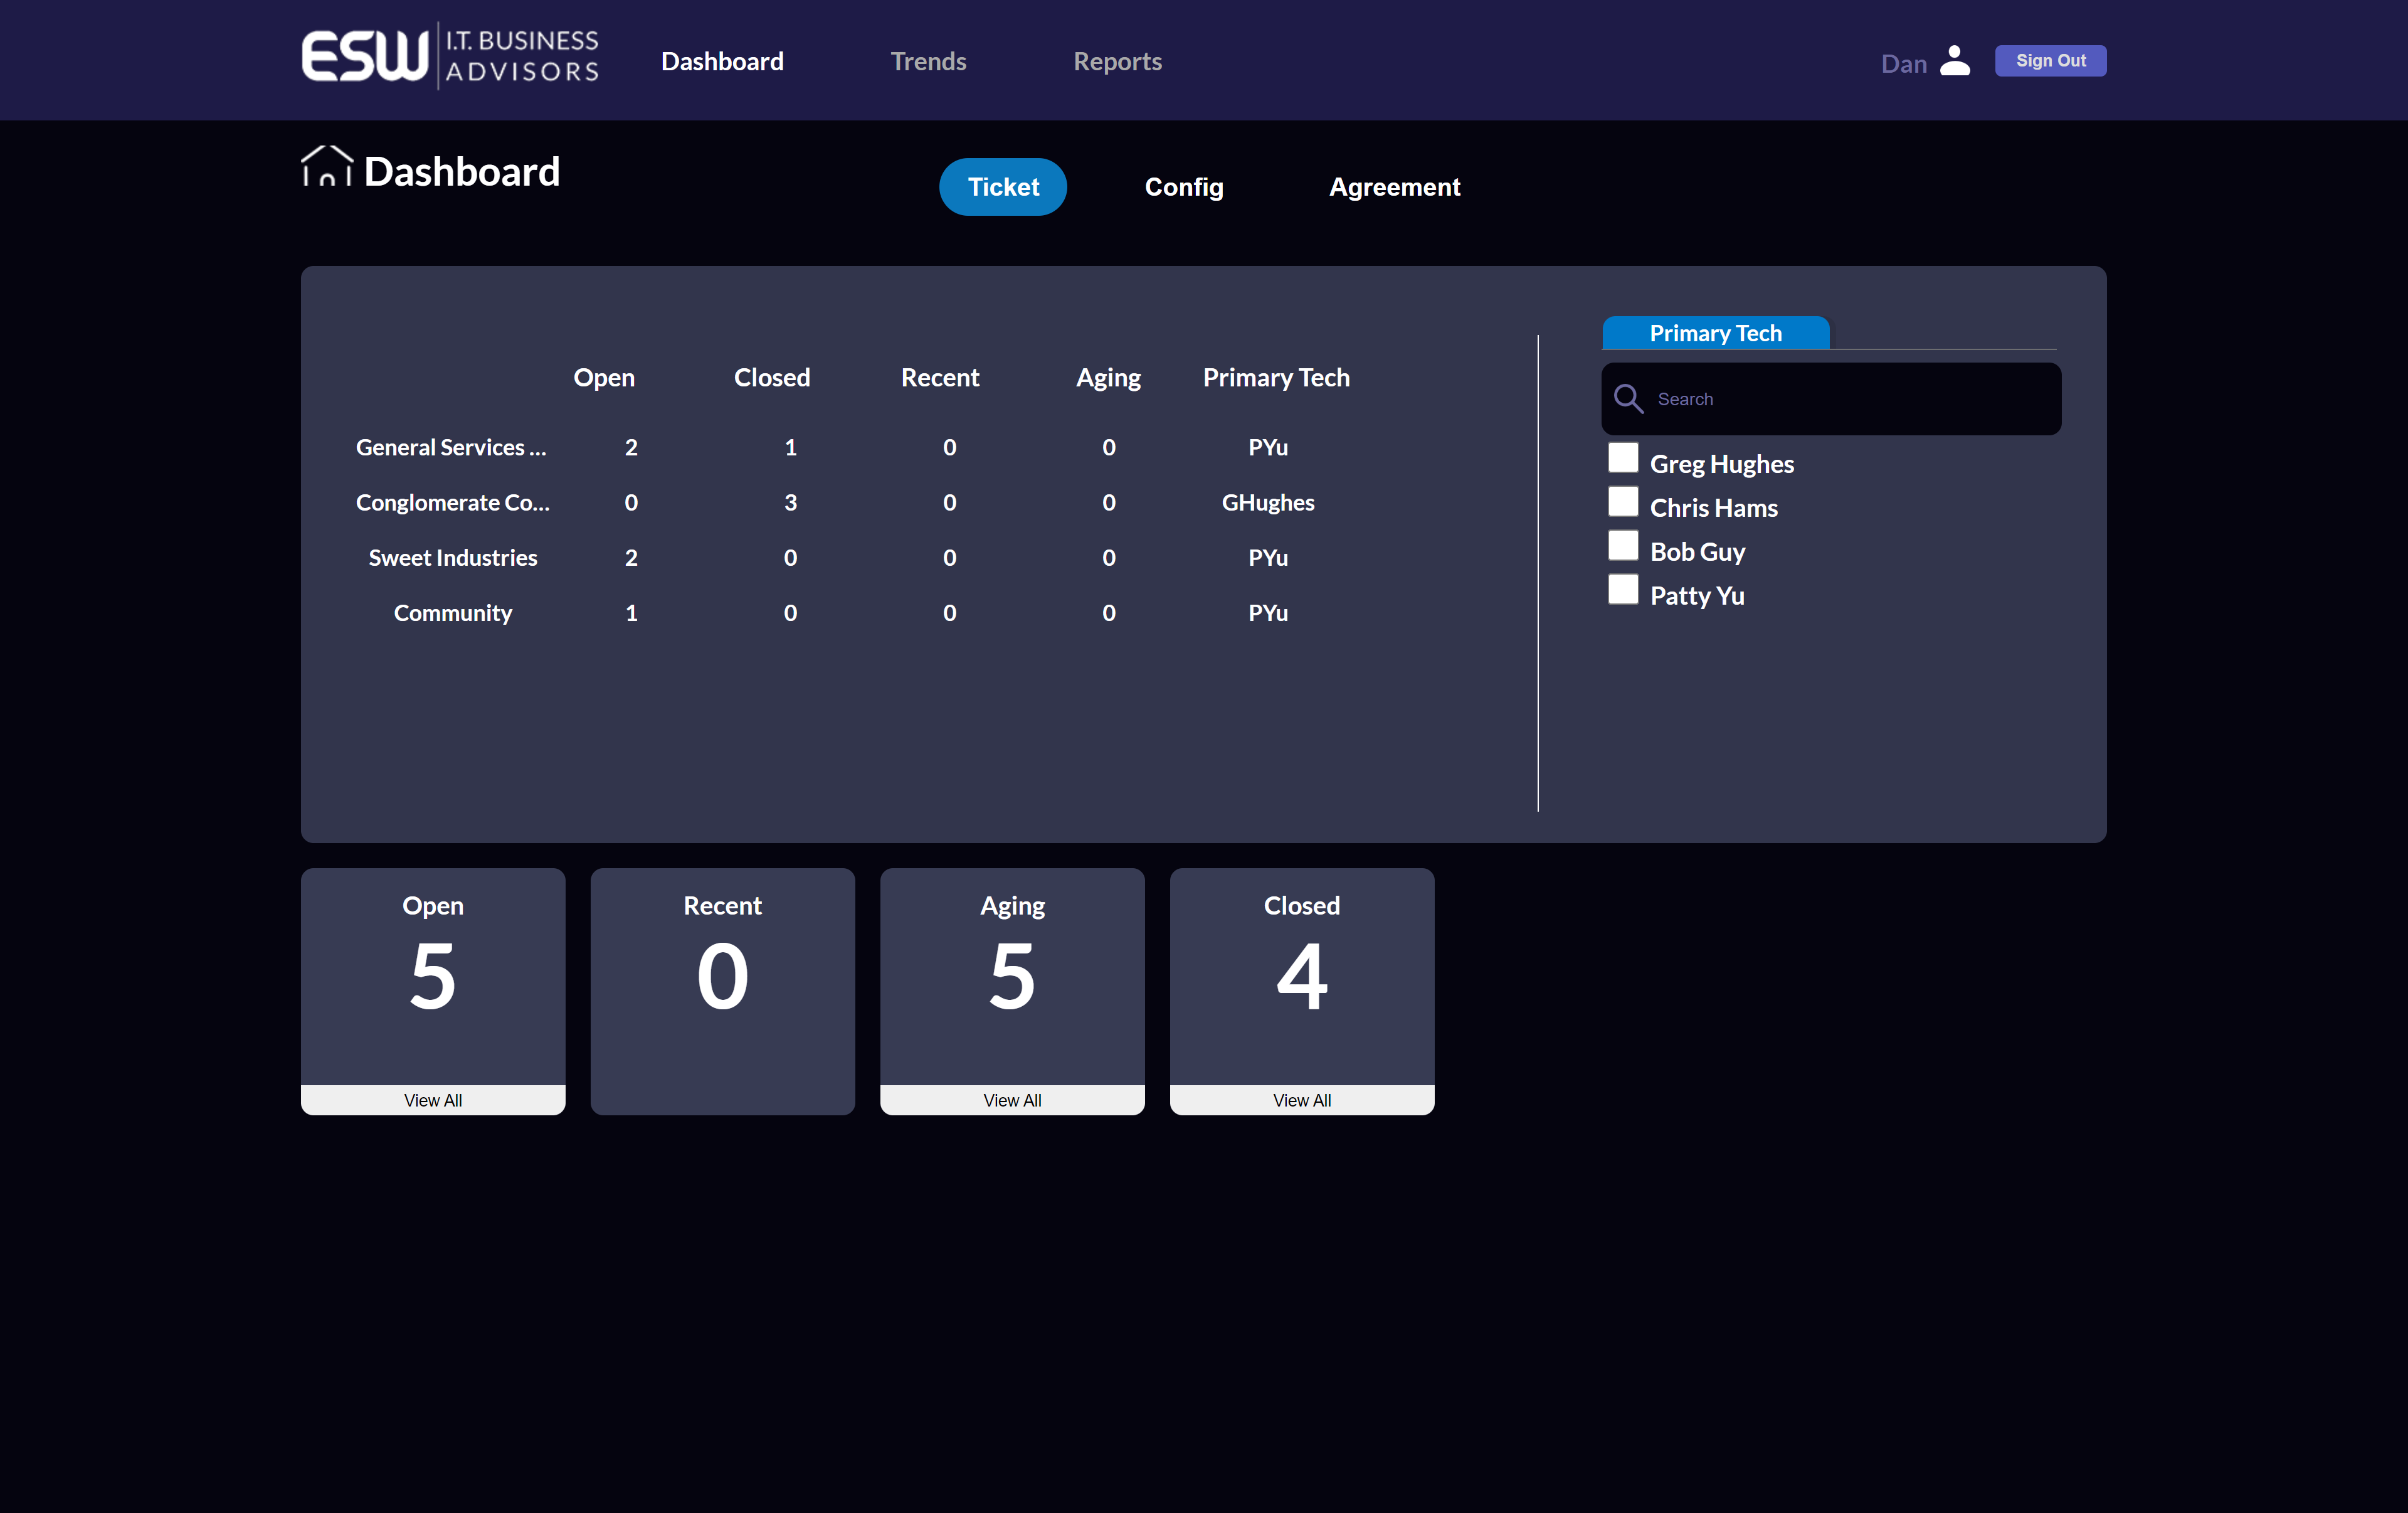 ESW I.T. BUSINESS
ADVISORS
Dashboard Trends Reports
Dan Sign Out
Dashboard
Ticket Config Agreement
Open Closed Recent Aging Primary Tech
General Services ... 2 1 0 0 PYu
Conglomerate Co... 0 3 0 0 GHughes
Sweet Industries 2 0 0 0 PYu
Community 1 0 0 0 PYu
Primary Tech
Search
Greg Hughes
Chris Hams
Bob Guy
Patty Yu
Open
5
View All
Recent
0
Aging
5
View All
Closed
4
View All